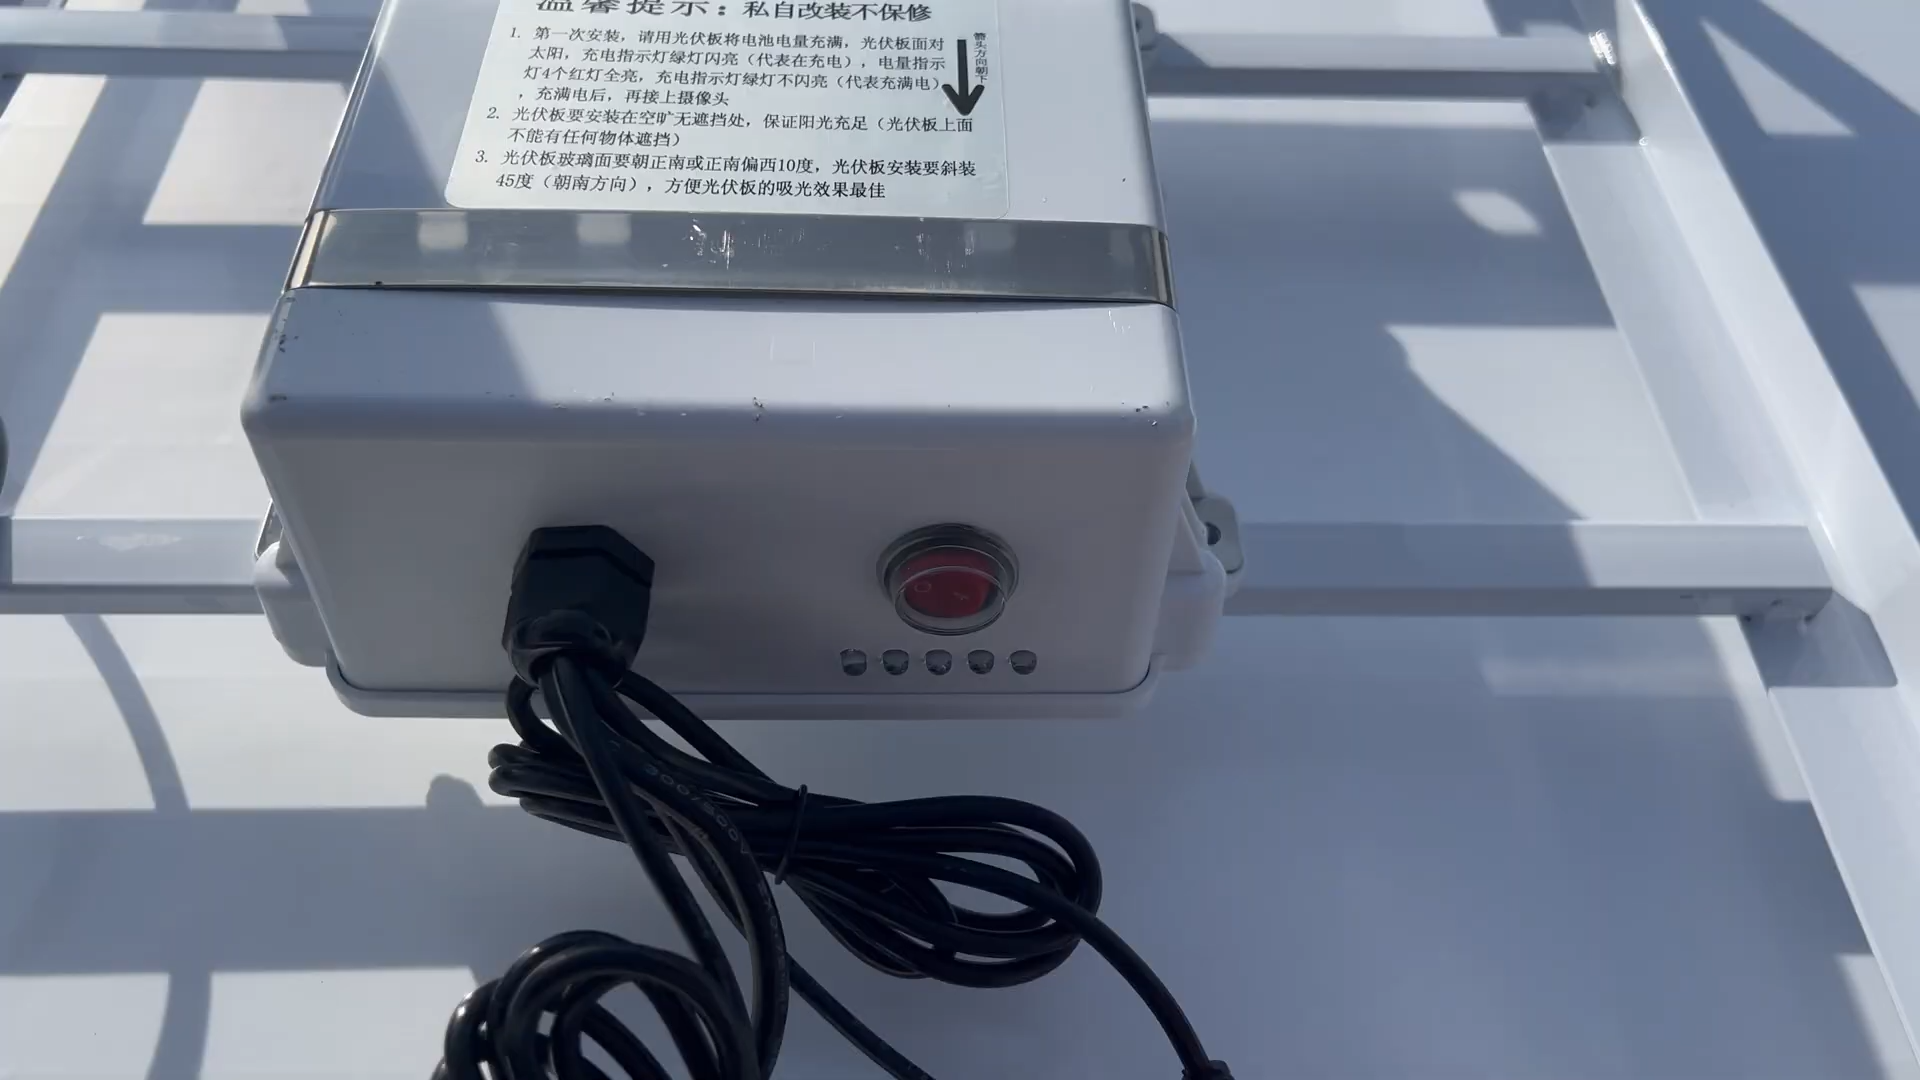 温馨提示：私自改装不保修
1. 第一次安装，请用光伏板将电池电量充满，光伏板面对
太阳，充电指示灯绿灯闪亮（代表在充电），电量指示
灯4个红灯全亮，充电指示灯绿灯不闪亮（代表充满电）
，充满电后，再接上摄像头
2. 光伏板要安装在空旷无遮挡处，保证阳光充足（光伏板上面
不能有任何物体遮挡）
3. 光伏板玻璃面要朝正南或正南偏西10度，光伏板安装要斜装
45度（朝南方向），方便光伏板的吸光效果最佳
箭头方向朝下
300/500V